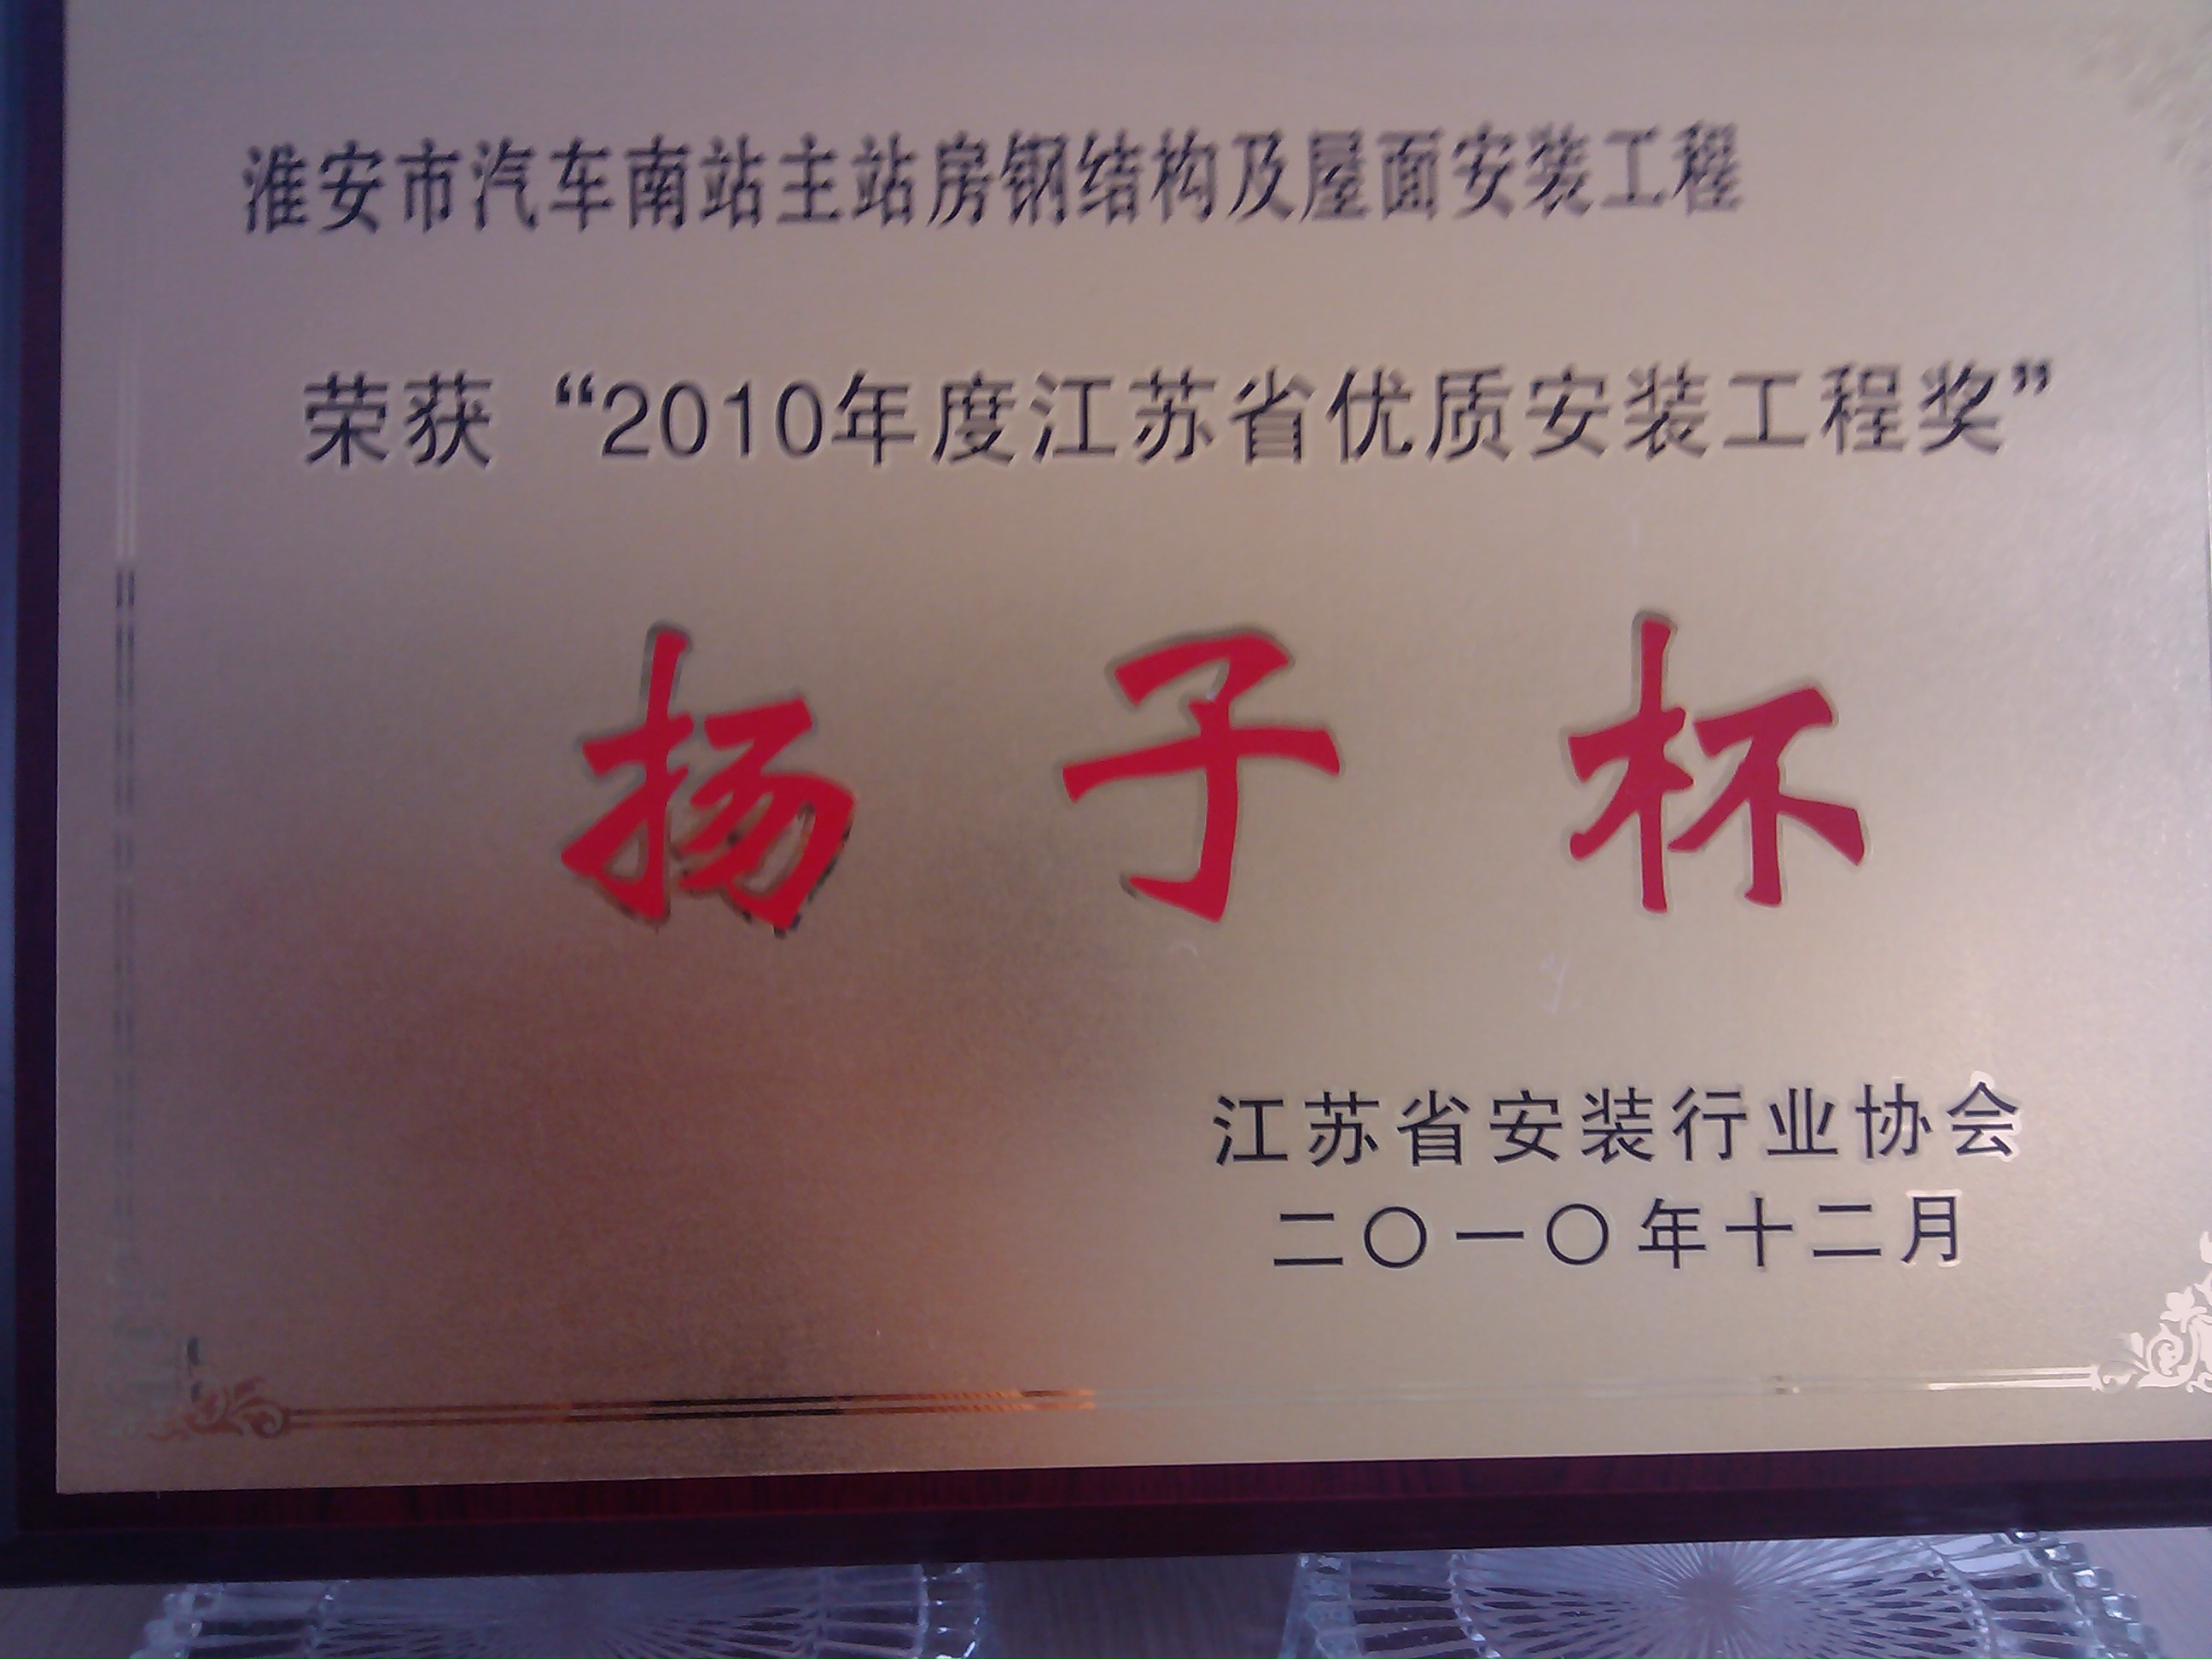 淮安市汽车南站主站房钢结构及屋面安装工程
荣获“2010年度江苏省优质安装工程奖”
扬子杯
江苏省安装行业协会
二〇一〇年十二月